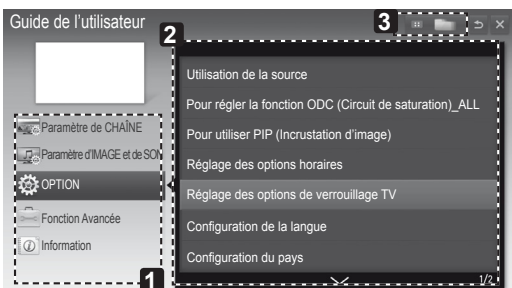 Guide de l'utilisateur
3
2
Paramètre de CHAÎNE
Paramètre d'IMAGE et de SON
OPTION
Fonction Avancée
Information
1
Utilisation de la source
Pour régler la fonction ODC (Circuit de saturation)_ALL
Pour utiliser PIP (Incrustation d'image)
Réglage des options horaires
Réglage des options de verrouillage TV
Configuration de la langue
Configuration du pays
1/2